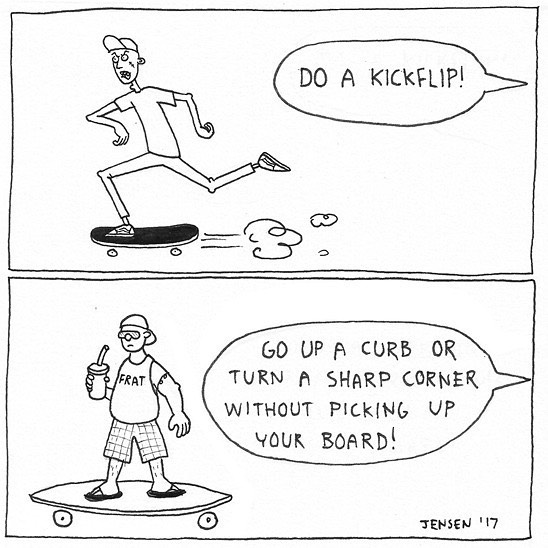 DO A KICKFLIP!
FRAT
GO UP A CURB OR
TURN A SHARP CORNER
WITHOUT PICKING UP
YOUR BOARD!
JENSEN '17